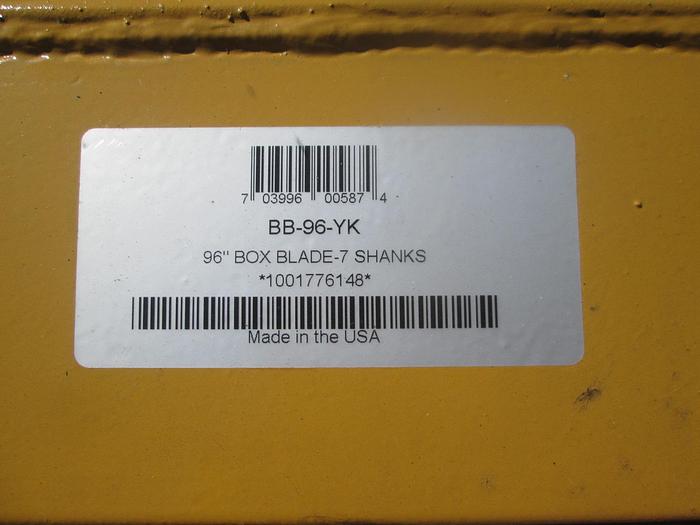 7 03996 00587 4
BB-96-YK
96" BOX BLADE-7 SHANKS
*1001776148*
Made in the USA